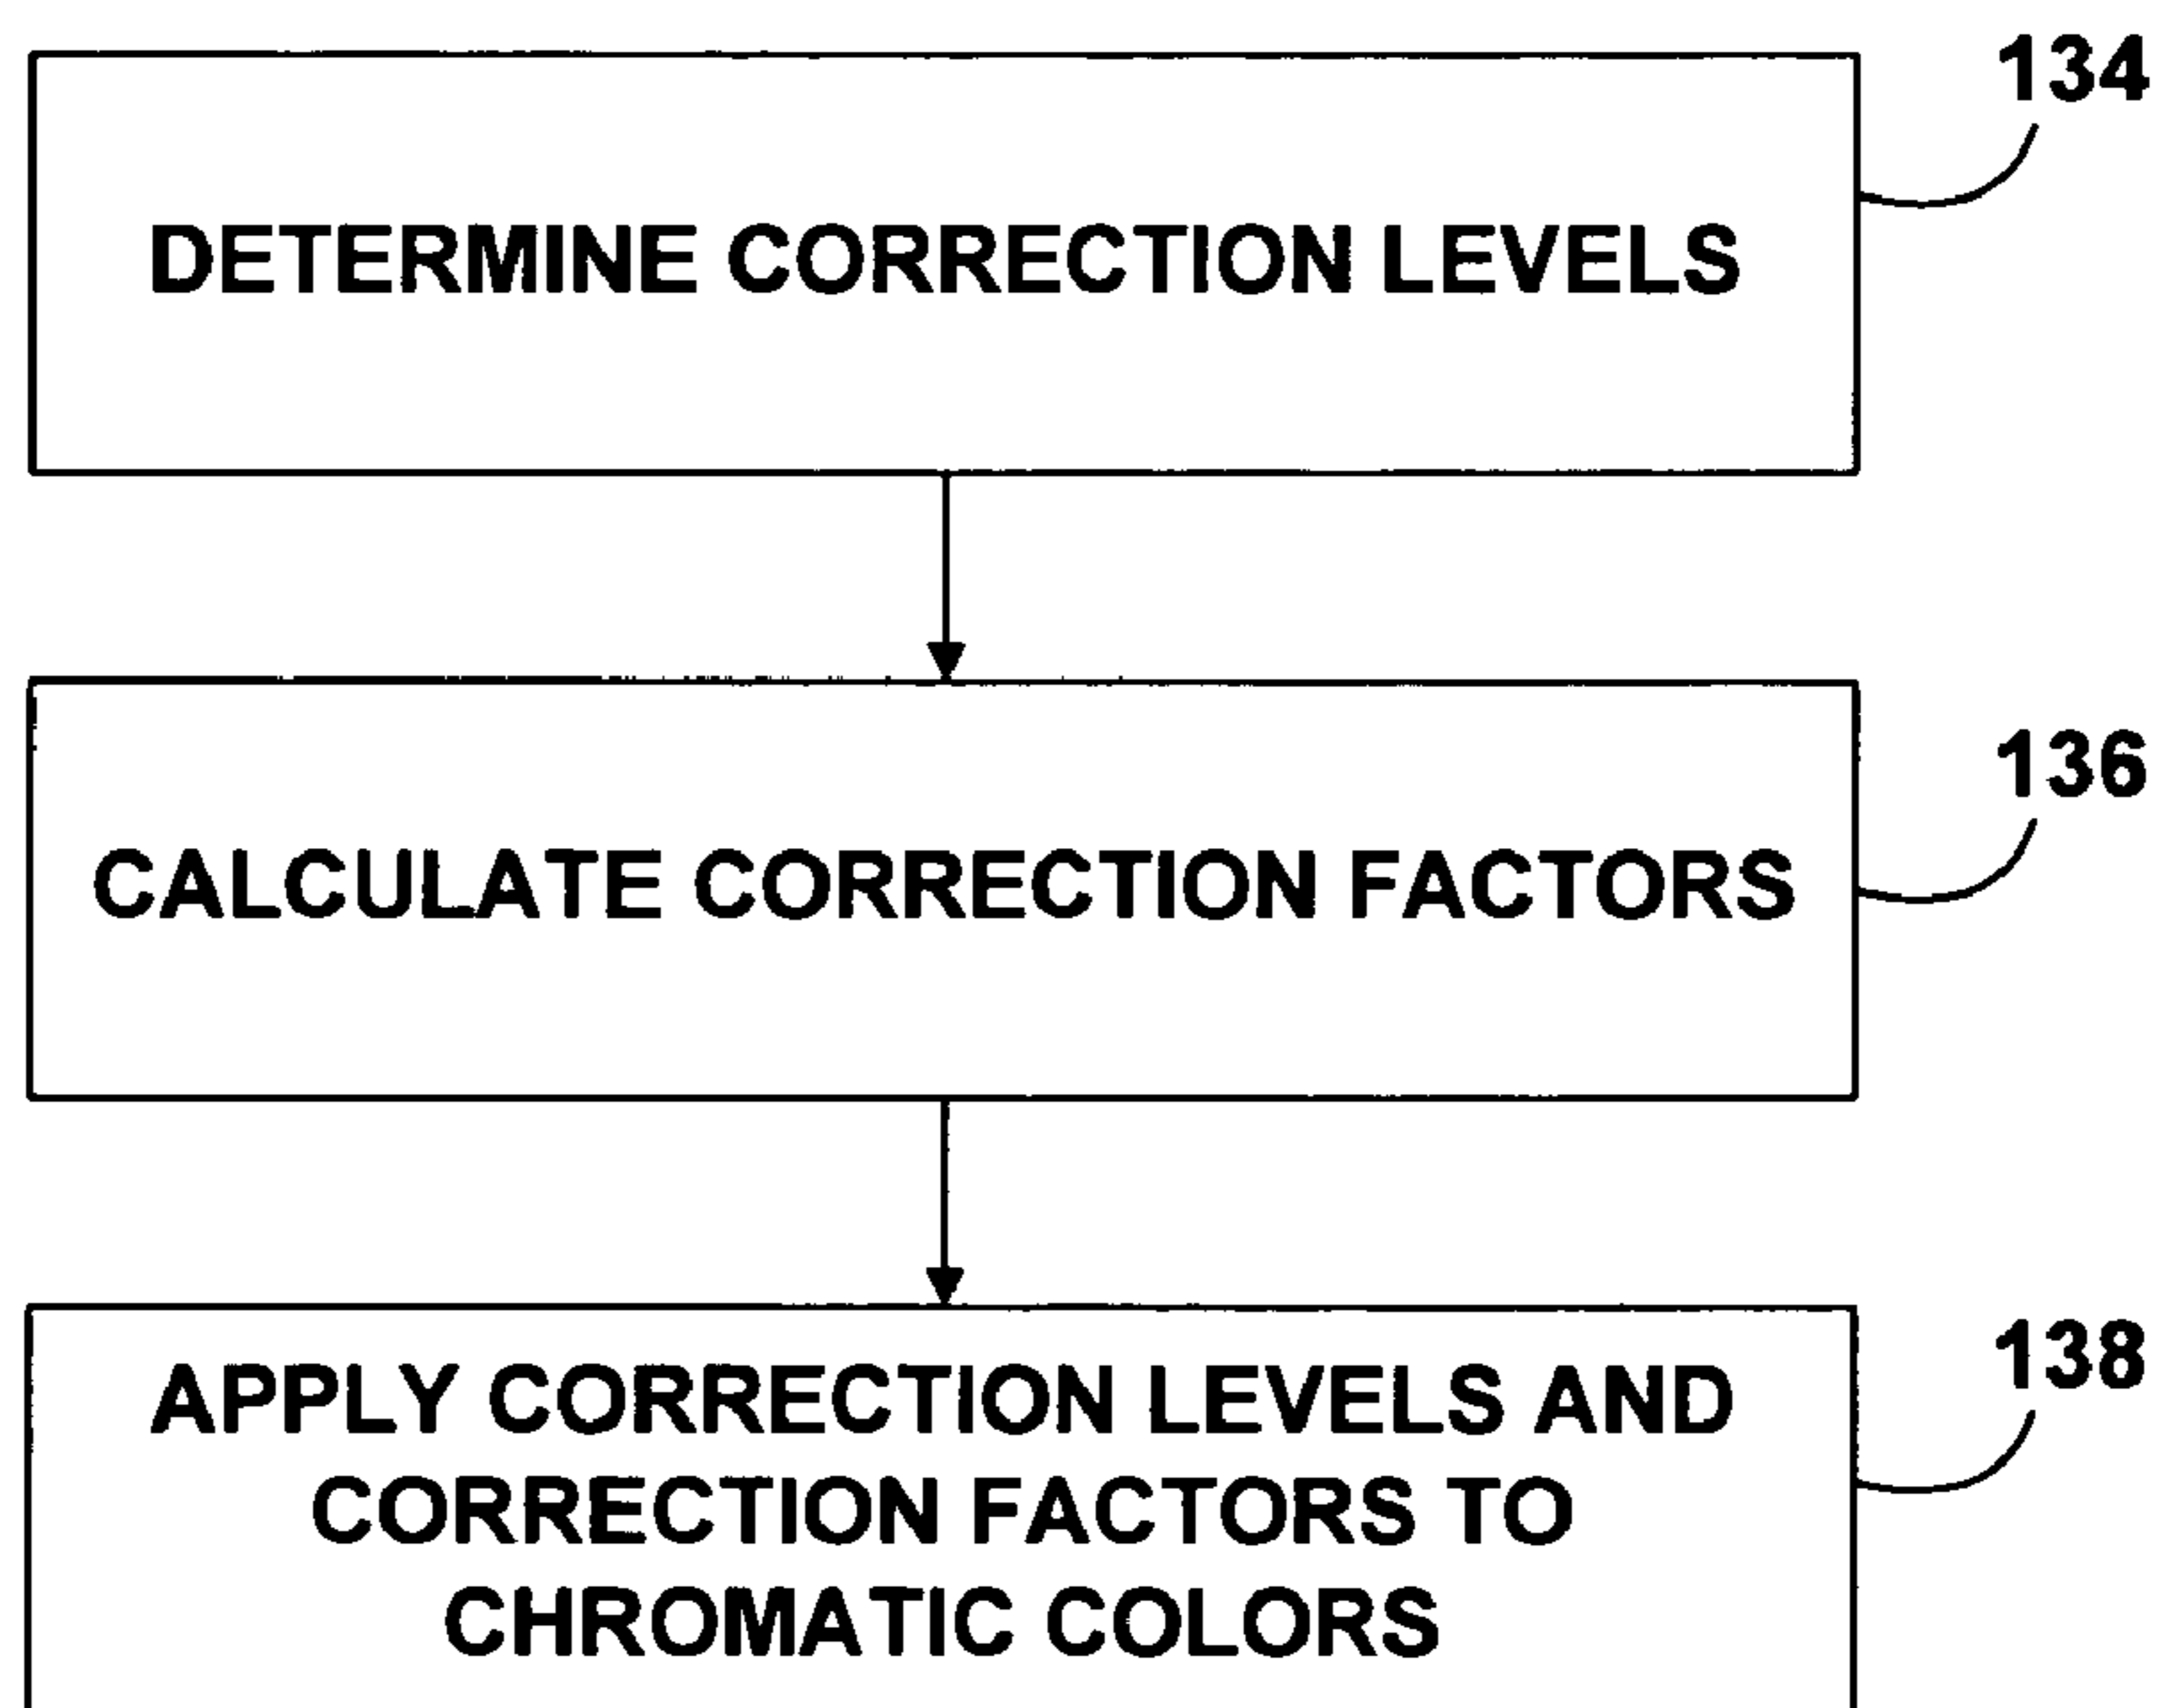 134
DETERMINE CORRECTION LEVELS
136
CALCULATE CORRECTION FACTORS
138
APPLY CORRECTION LEVELS AND
CORRECTION FACTORS TO
CHROMATIC COLORS